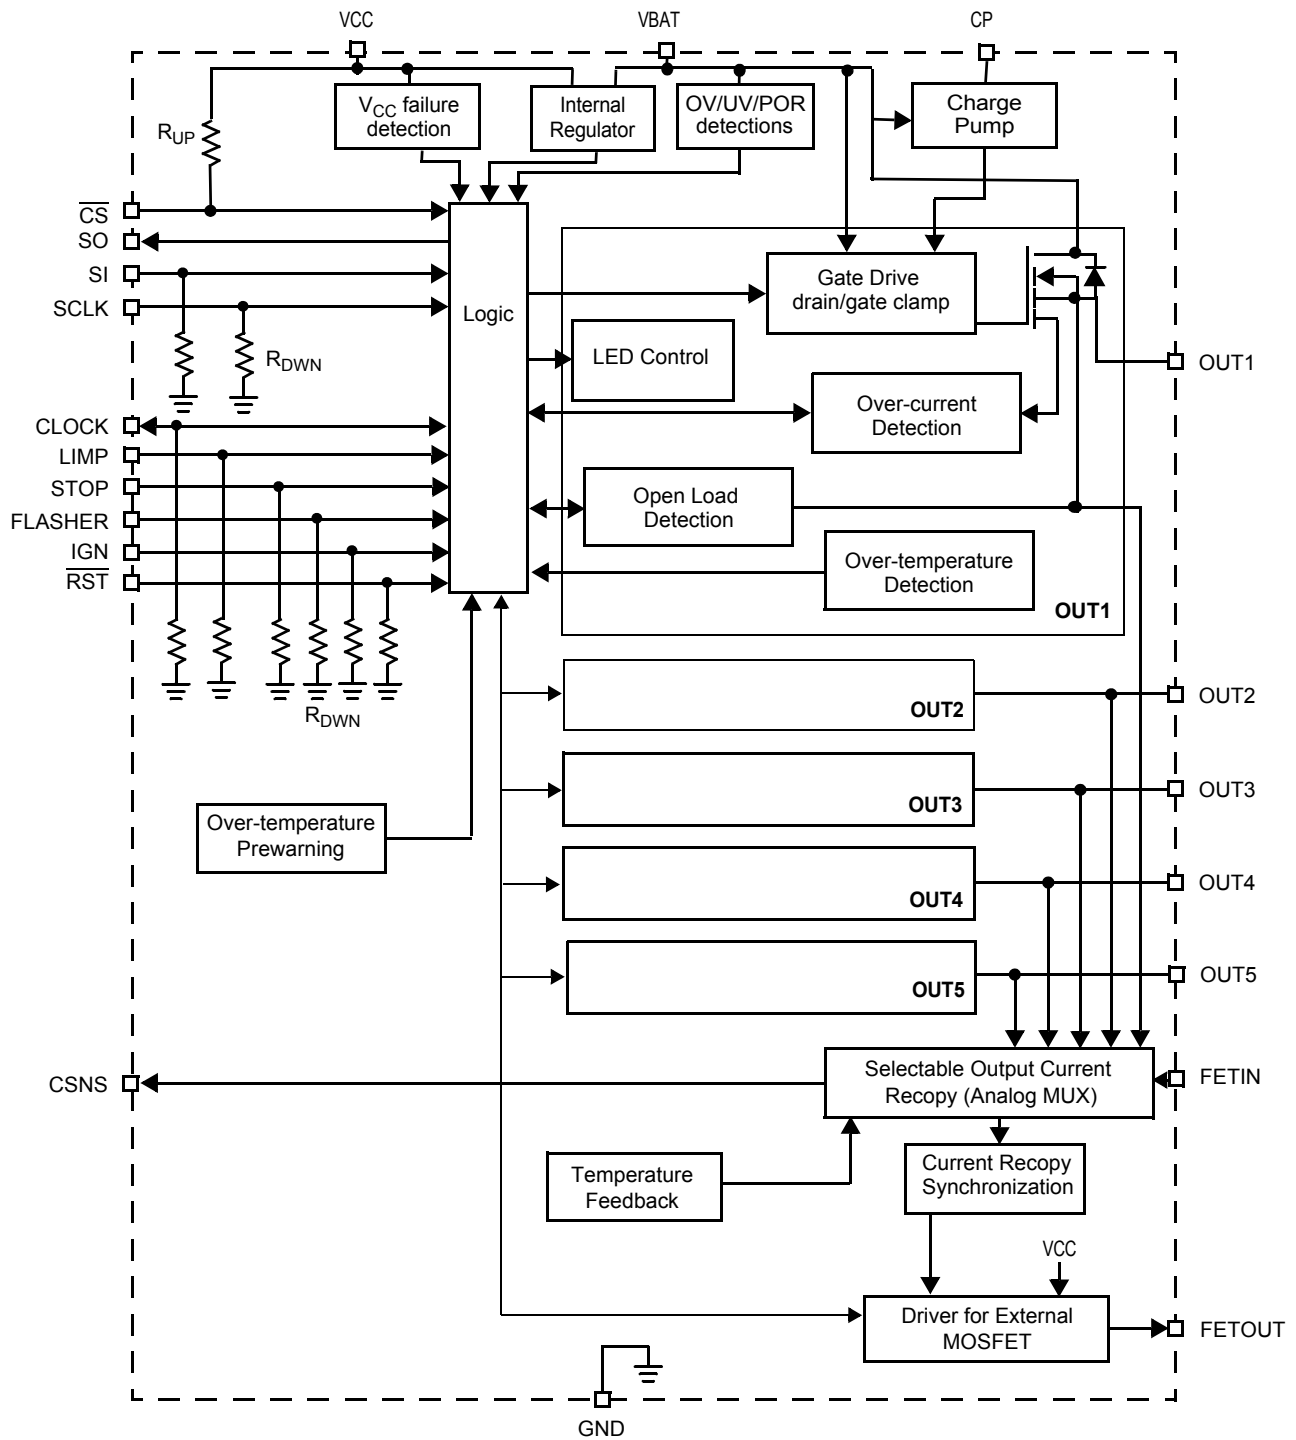 VCC
VBAT
CP
VCC failure
detection
Internal
Regulator
OV/UV/POR
detections
Charge
Pump
RUP
CS
SO
SI
SCLK
RDWN
Logic
Gate Drive
drain/gate clamp
LED Control
OUT1
Over-current
Detection
CLOCK
LIMP
STOP
FLASHER
IGN
RST
Open Load
Detection
Over-temperature
Detection
OUT1
RDWN
OUT2
OUT2
OUT3
OUT3
Over-temperature
Prewarning
OUT4
OUT4
OUT5
OUT5
CSNS
Selectable Output Current
Recopy (Analog MUX)
FETIN
Temperature
Feedback
Current Recopy
Synchronization
VCC
Driver for External
MOSFET
FETOUT
GND